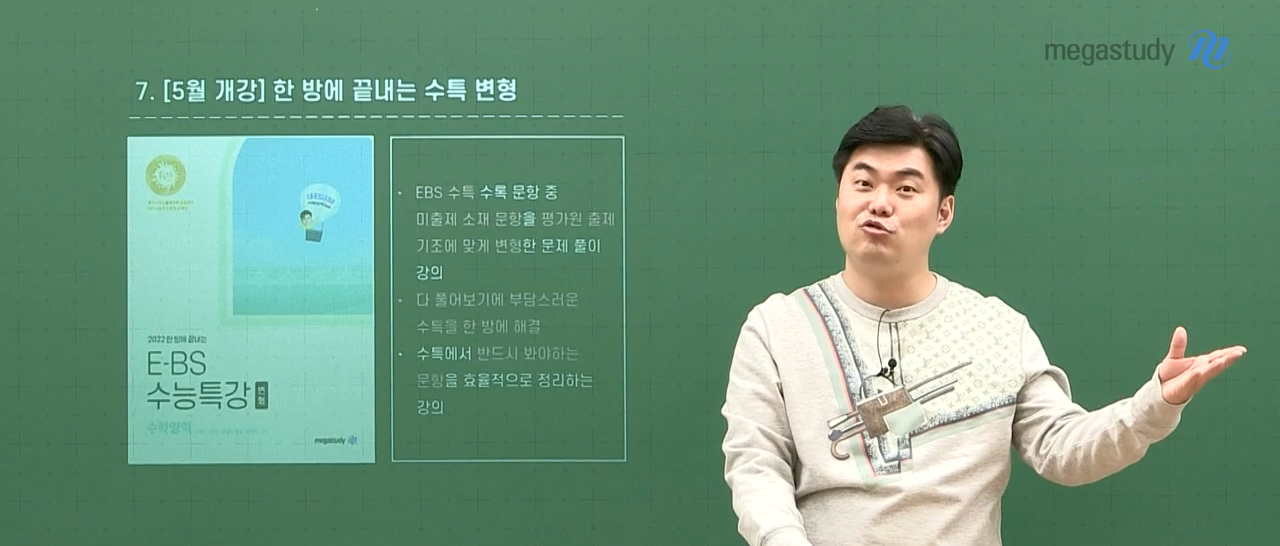 megastudy
7. [5월 개강] 한 방에 끝내는 수특 변형
• EBS 수특 수록 문항 중
미출제 소재 문항을 평가원 출제
기조에 맞게 변형한 문제 풀이
강의
• 다 풀어보기에 부담스러운
수특을 한 방에 해결
• 수특에서 반드시 봐야하는
문항을 효율적으로 정리하는
강의
2022 한 방에 끝내는
E-BS
수능특강 변형
수학영역
megastudy